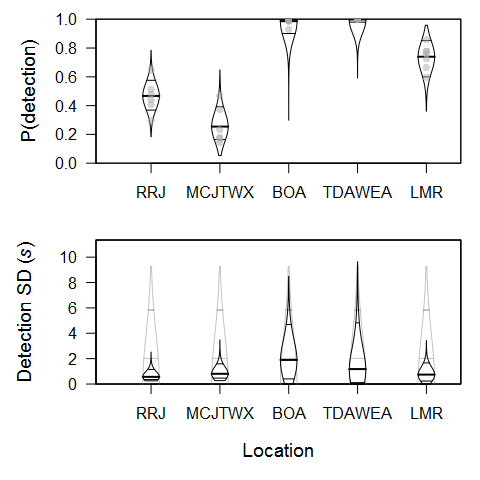 P(detection)
1.0
0.8
0.6
0.4
0.2
0.0
RRJ MCJTWX BOA TDAWEA LMR
Detection SD (s)
10
8
6
4
2
0
RRJ MCJTWX BOA TDAWEA LMR
Location